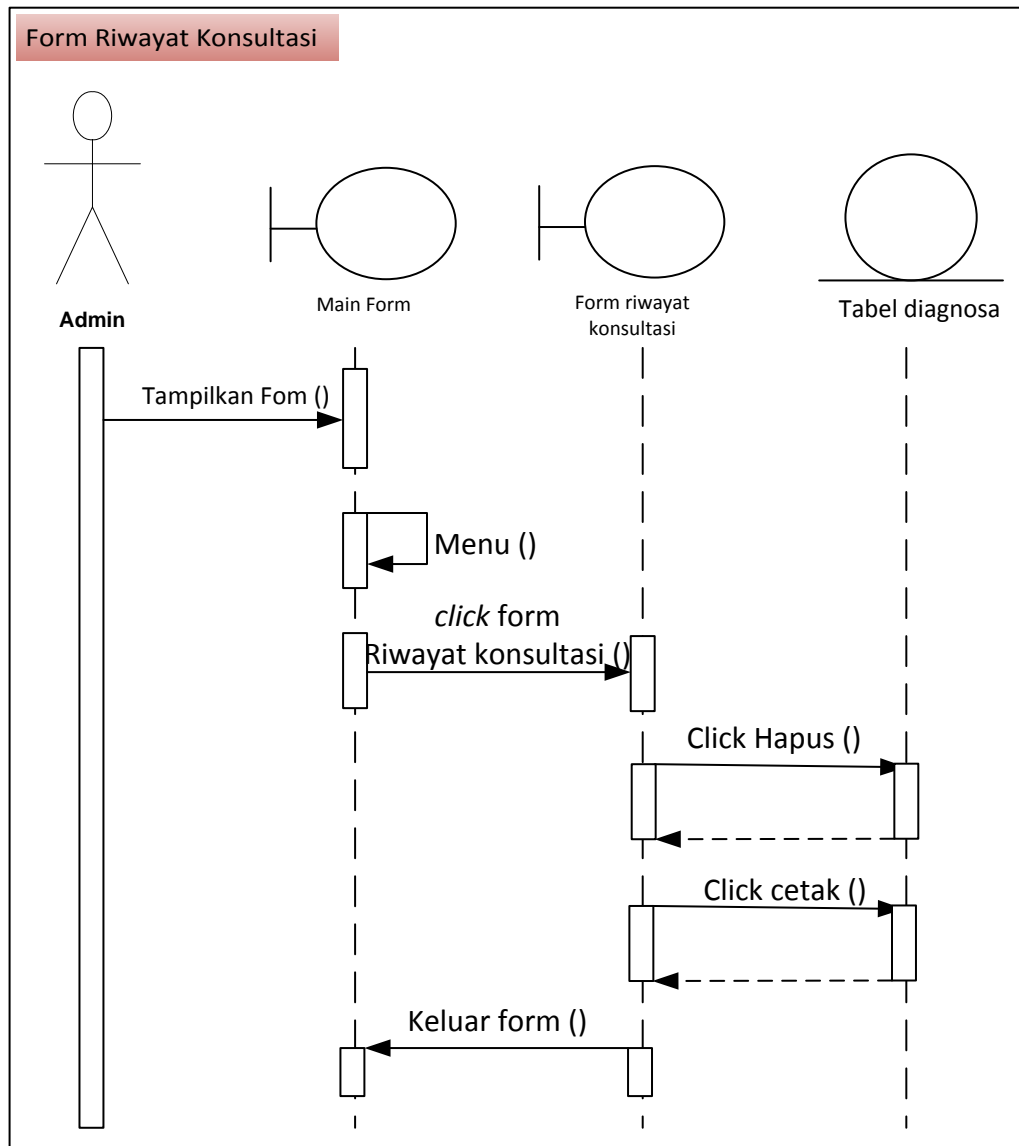 Form Riwayat Konsultasi
Admin
Main Form
Form riwayat
konsultasi
Tabel diagnosa
Tampilkan Fom ()
Menu ()
click form
Riwayat konsultasi ()
Click Hapus ()
Click cetak ()
Keluar form ()